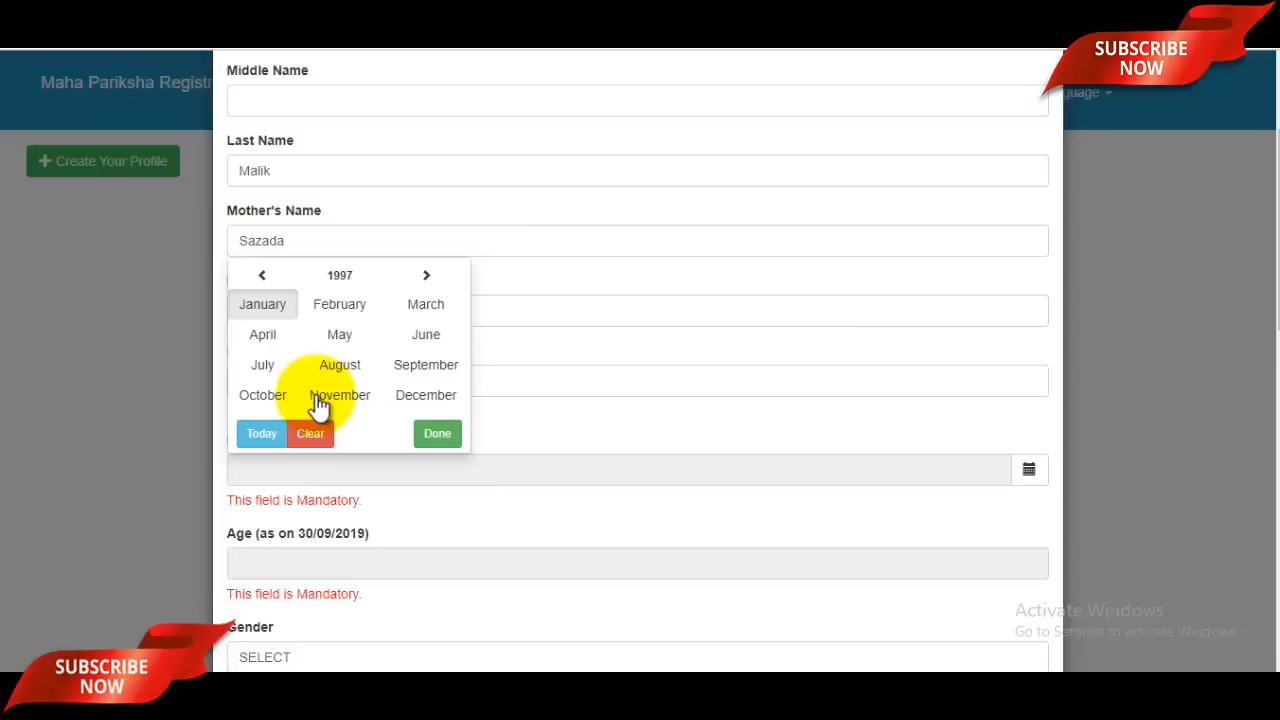 SUBSCRIBE
NOW
Maha Pariksha Registr
guage
Create Your Profile
Middle Name
Last Name
Malik
Mother's Name
Sazada
1997
January February March
April May June
July August September
October November December
Today Clear Done
This field is Mandatory.
Age (as on 30/09/2019)
This field is Mandatory.
Gender
SELECT
Activate Windows
Go to Settings to activate Windows.
SUBSCRIBE
NOW